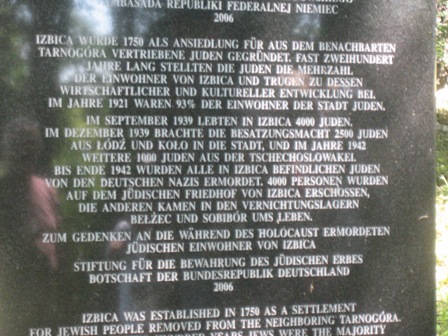 AMBASADA REPUBLIKI FEDERALNEJ NIEMIEC
2006
IZBICA WURDE 1750 ALS ANSIEDLUNG FÜR AUS DEM BENACHBARTEN
TARNOGÓRA VERTRIEBENE JUDEN GEGRÜNDET. FAST ZWEIHUNDERT
JAHRE LANG STELLTEN DIE JUDEN DIE MEHRZAHL
DER EINWOHNER VON IZBICA UND TRUGEN ZU DESSEN
WIRTSCHAFTLICHER UND KULTURELLER ENTWICKLUNG BEI.
IM JAHRE 1921 WAREN 93% DER EINWOHNER DER STADT JUDEN.
IM SEPTEMBER 1939 LEBTEN IN IZBICA 4000 JUDEN.
IM DEZEMBER 1939 BRACHTE DIE BESATZUNGSMACHT 2500 JUDEN
AUS ŁÓDŹ UND KOŁO IN DIE STADT, UND IM JAHRE 1942
WEITERE 1000 JUDEN AUS DER TSCHECHOSLOWAKEI.
BIS ENDE 1942 WURDEN ALLE IN IZBICA BEFINDLICHEN JUDEN
VON DEN DEUTSCHEN NAZIS ERMORDET. 4000 PERSONEN WURDEN
AUF DEM JÜDISCHEN FRIEDHOF VON IZBICA ERSCHOSSEN,
DIE ANDEREN KAMEN IN DEN VERNICHTUNGSLAGERN
BEŁŻEC UND SOBIBÓR UMS LEBEN.
ZUM GEDENKEN AN DIE WÄHREND DES HOLOCAUST ERMORDETEN
JÜDISCHEN EINWOHNER VON IZBICA
STIFTUNG FÜR DIE BEWAHRUNG DES JÜDISCHEN ERBES
BOTSCHAFT DER BUNDESREPUBLIK DEUTSCHLAND
2006
IZBICA WAS ESTABLISHED IN 1750 AS A SETTLEMENT
FOR JEWISH PEOPLE REMOVED FROM THE NEIGHBORING TARNOGÓRA.
YEARS JEWS WERE THE MAJORITY